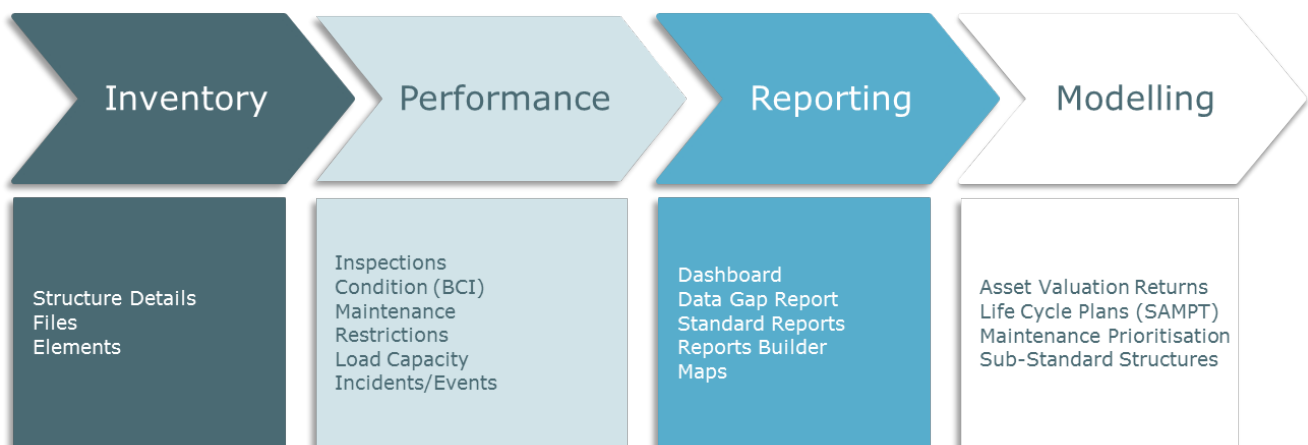 Inventory
Performance
Reporting
Modelling
Structure Details
Files
Elements
Inspections
Condition (BCI)
Maintenance
Restrictions
Load Capacity
Incidents/Events
Dashboard
Data Gap Report
Standard Reports
Reports Builder
Maps
Asset Valuation Returns
Life Cycle Plans (SAMPT)
Maintenance Prioritisation
Sub-Standard Structures